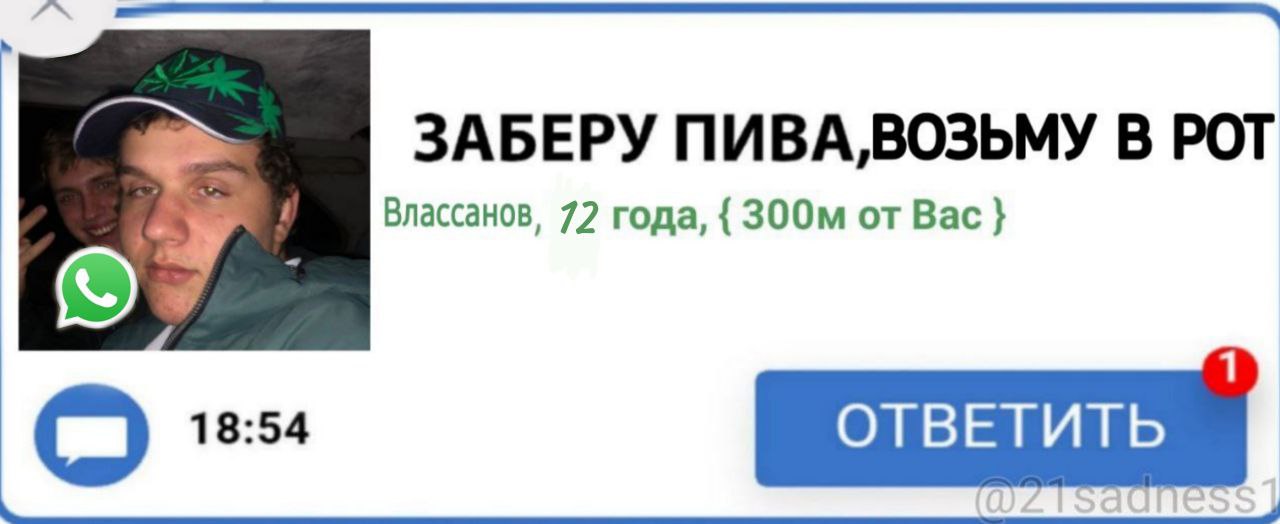 ЗАБЕРУ ПИВА,ВОЗЬМУ В РОТ
Влассанов, 12 года, { 300м от Вас }
18:54
1
ОТВЕТИТЬ
@21sadness1